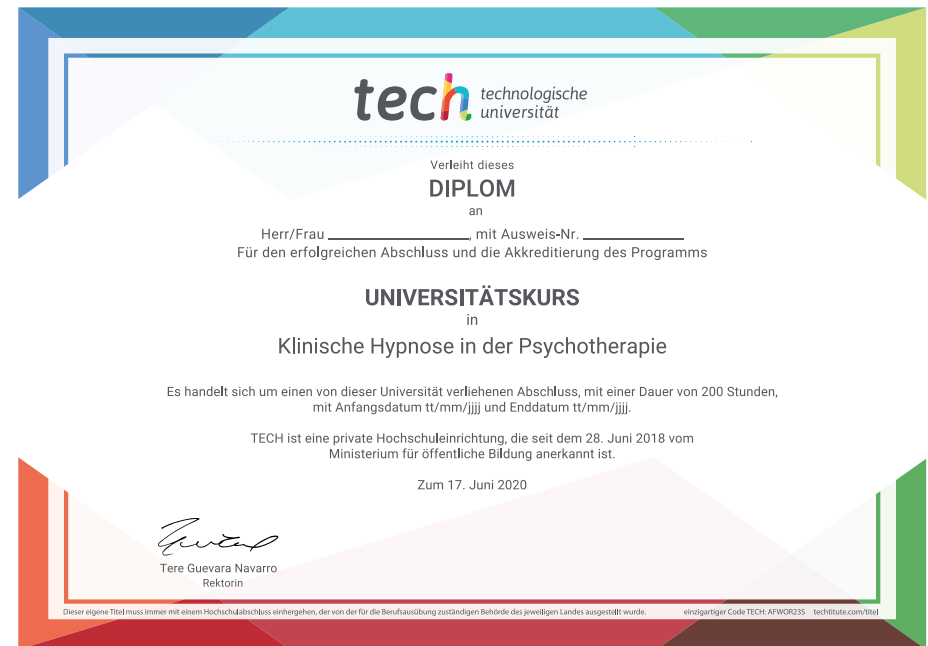 tech technologische
universität
Verleiht dieses
DIPLOM
an
Herr/Frau ____________________, mit Ausweis-Nr. ______________
Für den erfolgreichen Abschluss und die Akkreditierung des Programms
UNIVERSITÄTSKURS
in
Klinische Hypnose in der Psychotherapie
Es handelt sich um einen von dieser Universität verliehenen Abschluss, mit einer Dauer von 200 Stunden,
mit Anfangsdatum tt/mm/jjjj und Enddatum tt/mm/jjjj.
TECH ist eine private Hochschuleinrichtung, die seit dem 28. Juni 2018 vom
Ministerium für öffentliche Bildung anerkannt ist.
Zum 17. Juni 2020
Tere Guevara Navarro
Rektorin
Dieser eigene Titel muss immer mit einem Hochschulabschluss einhergehen, der von der für die Berufsausübung zuständigen Behörde des jeweiligen Landes ausgestellt wurde. einzigartiger Code TECH: AFWOR23S techtitute.com/titel